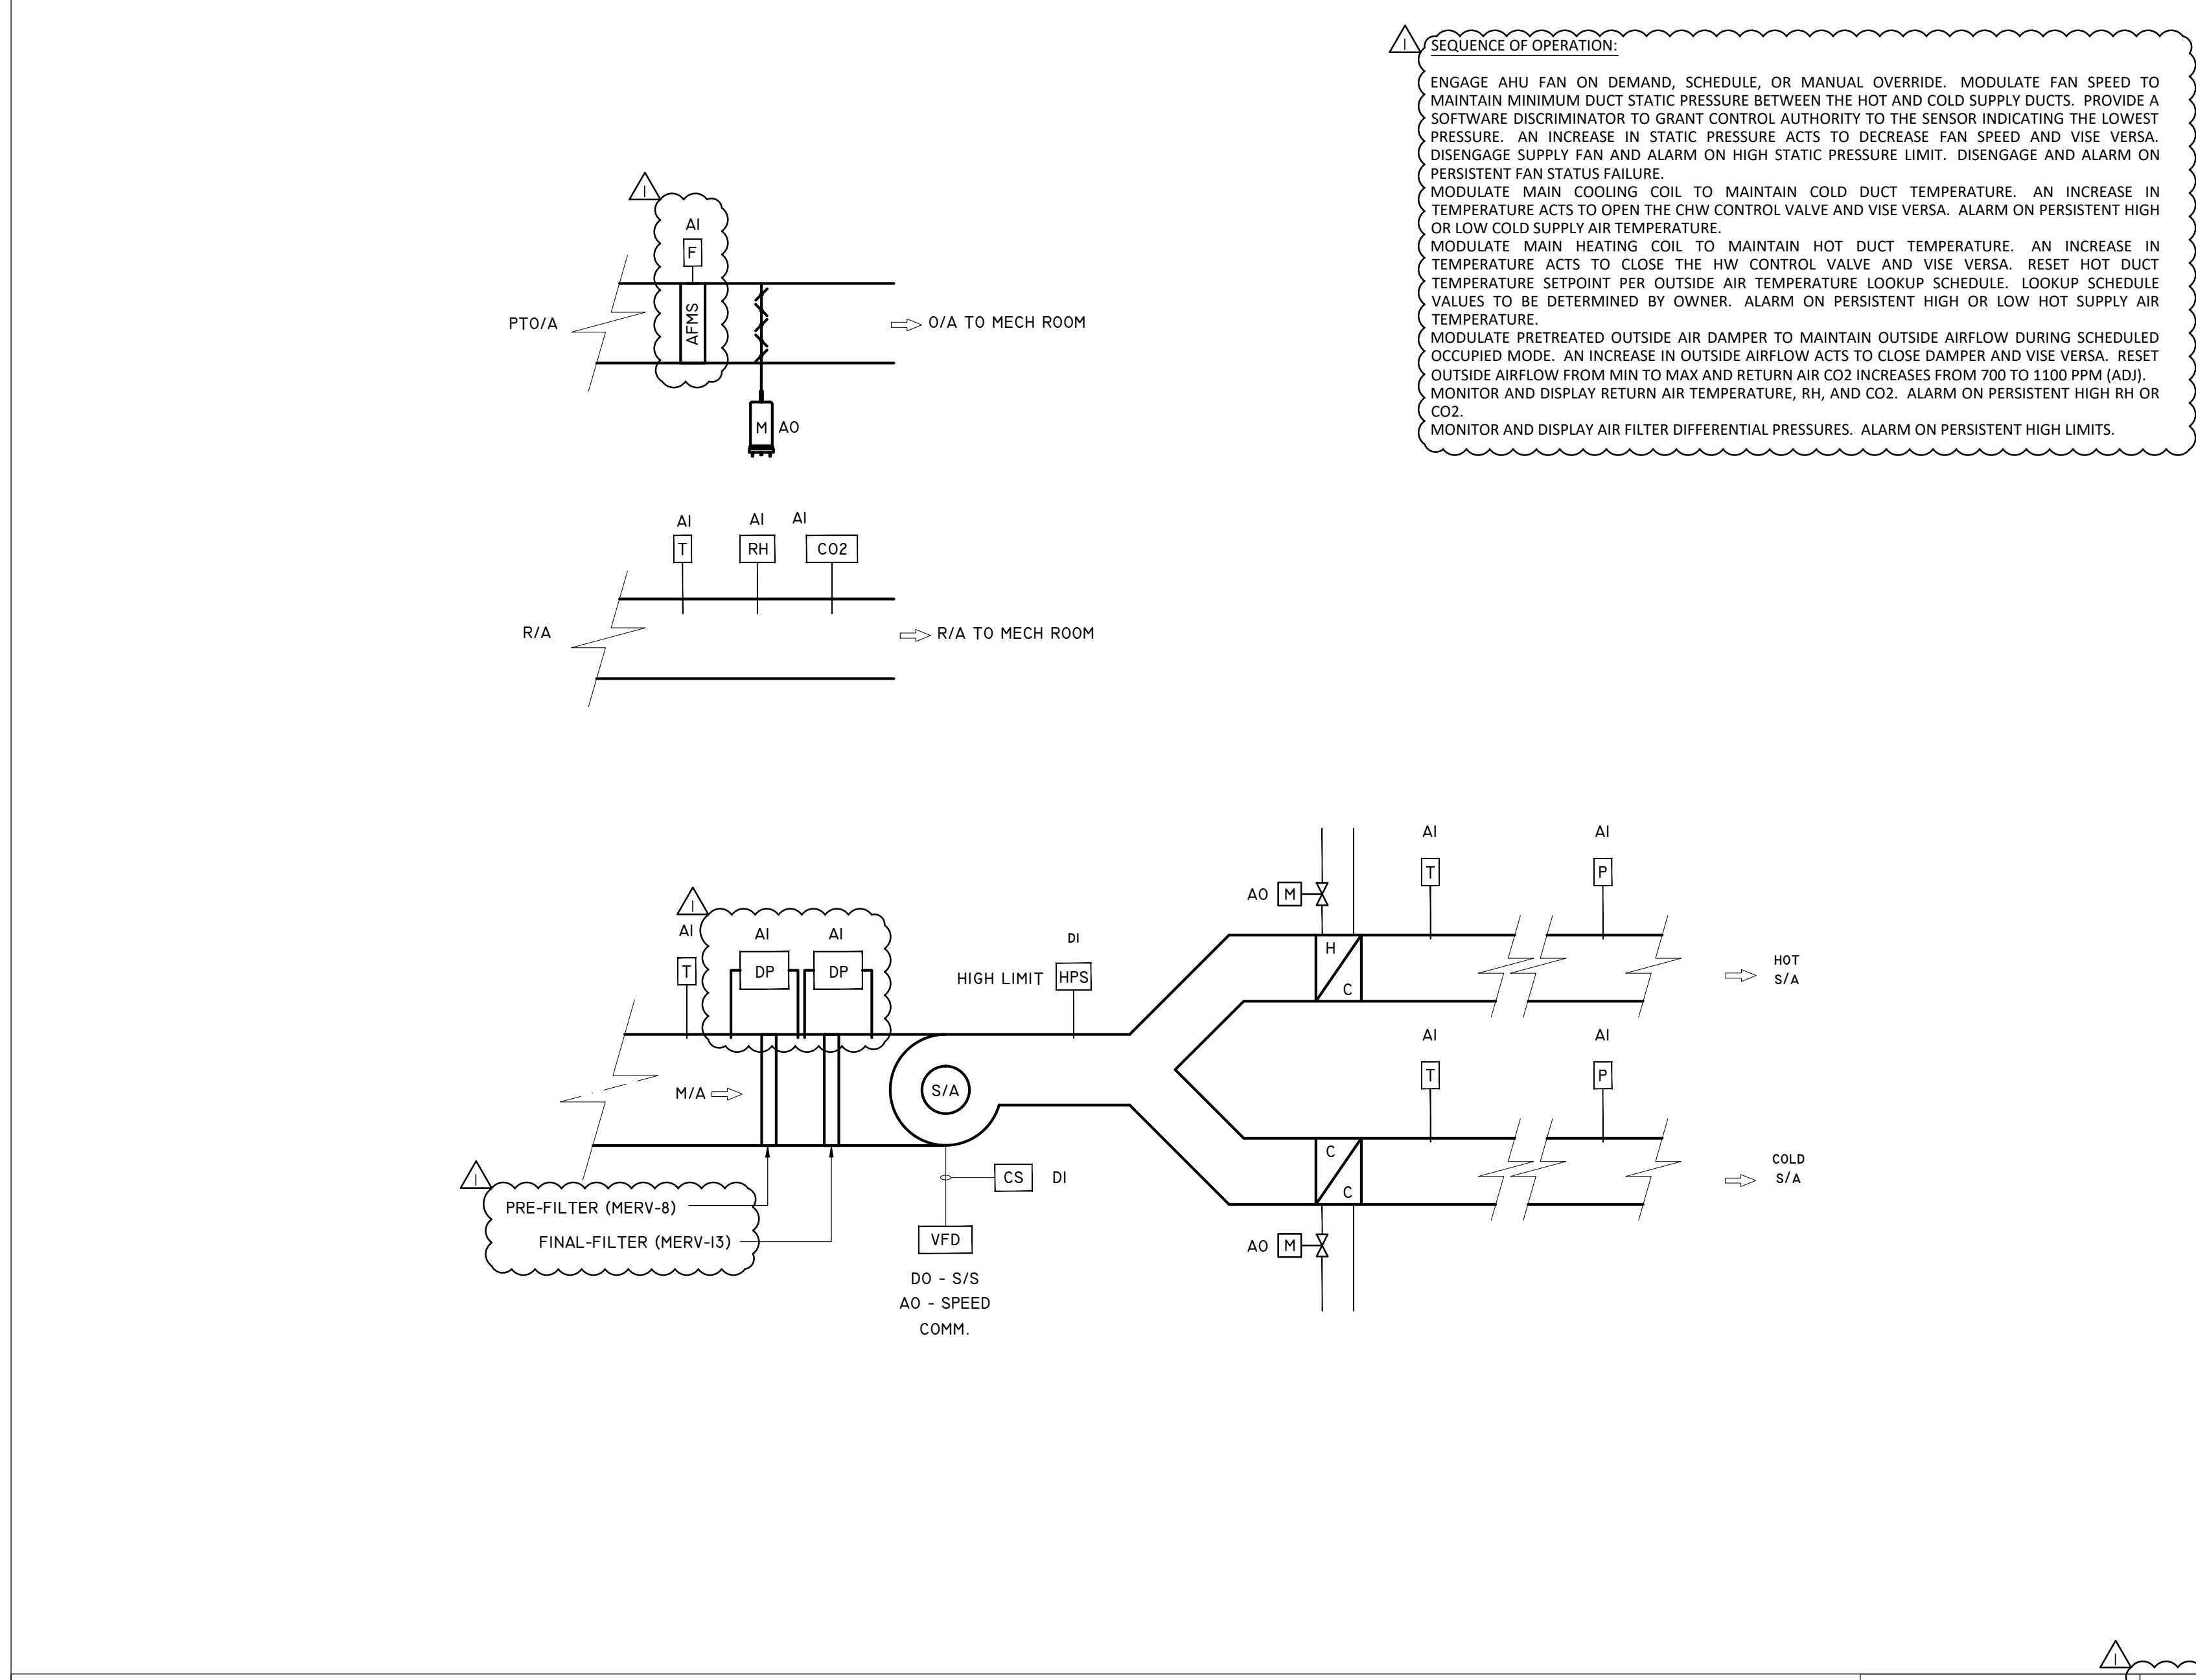 SEQUENCE OF OPERATION:
ENGAGE AHU FAN ON DEMAND, SCHEDULE, OR MANUAL OVERRIDE. MODULATE FAN SPEED TO
MAINTAIN MINIMUM DUCT STATIC PRESSURE BETWEEN THE HOT AND COLD SUPPLY DUCTS. PROVIDE A
SOFTWARE DISCRIMINATOR TO GRANT CONTROL AUTHORITY TO THE SENSOR INDICATING THE LOWEST
PRESSURE. AN INCREASE IN STATIC PRESSURE ACTS TO DECREASE FAN SPEED AND VISE VERSA.
DISENGAGE SUPPLY FAN AND ALARM ON HIGH STATIC PRESSURE LIMIT. DISENGAGE AND ALARM ON
PERSISTENT FAN STATUS FAILURE.
MODULATE MAIN COOLING COIL TO MAINTAIN COLD DUCT TEMPERATURE. AN INCREASE IN
TEMPERATURE ACTS TO OPEN THE CHW CONTROL VALVE AND VISE VERSA. ALARM ON PERSISTENT HIGH
OR LOW COLD SUPPLY AIR TEMPERATURE.
MODULATE MAIN HEATING COIL TO MAINTAIN HOT DUCT TEMPERATURE. AN INCREASE IN
TEMPERATURE ACTS TO CLOSE THE HW CONTROL VALVE AND VISE VERSA. RESET HOT DUCT
TEMPERATURE SETPOINT PER OUTSIDE AIR TEMPERATURE LOOKUP SCHEDULE. LOOKUP SCHEDULE
VALUES TO BE DETERMINED BY OWNER. ALARM ON PERSISTENT HIGH OR LOW HOT SUPPLY AIR
TEMPERATURE.
MODULATE PRETREATED OUTSIDE AIR DAMPER TO MAINTAIN OUTSIDE AIRFLOW DURING SCHEDULED
OCCUPIED MODE. AN INCREASE IN OUTSIDE AIRFLOW ACTS TO CLOSE DAMPER AND VISE VERSA. RESET
OUTSIDE AIRFLOW FROM MIN TO MAX AND RETURN AIR CO2 INCREASES FROM 700 TO 1100 PPM (ADJ).
MONITOR AND DISPLAY RETURN AIR TEMPERATURE, RH, AND CO2. ALARM ON PERSISTENT HIGH RH OR
CO2.
MONITOR AND DISPLAY AIR FILTER DIFFERENTIAL PRESSURES. ALARM ON PERSISTENT HIGH LIMITS.
1
1
AI
F
AFMS
PTO/A
O/A TO MECH ROOM
M AO
AI AI AI
T RH CO2
R/A
R/A TO MECH ROOM
1
AI AI AI
T DP DP
DI
HIGH LIMIT HPS
M/A
S/A
CS DI
VFD
DO - S/S
AO - SPEED
COMM.
1
PRE-FILTER (MERV-8)
FINAL-FILTER (MERV-13)
AI AI
T P
AO M
H
C
HOT
S/A
AI AI
T P
C
C
COLD
S/A
AO M
1